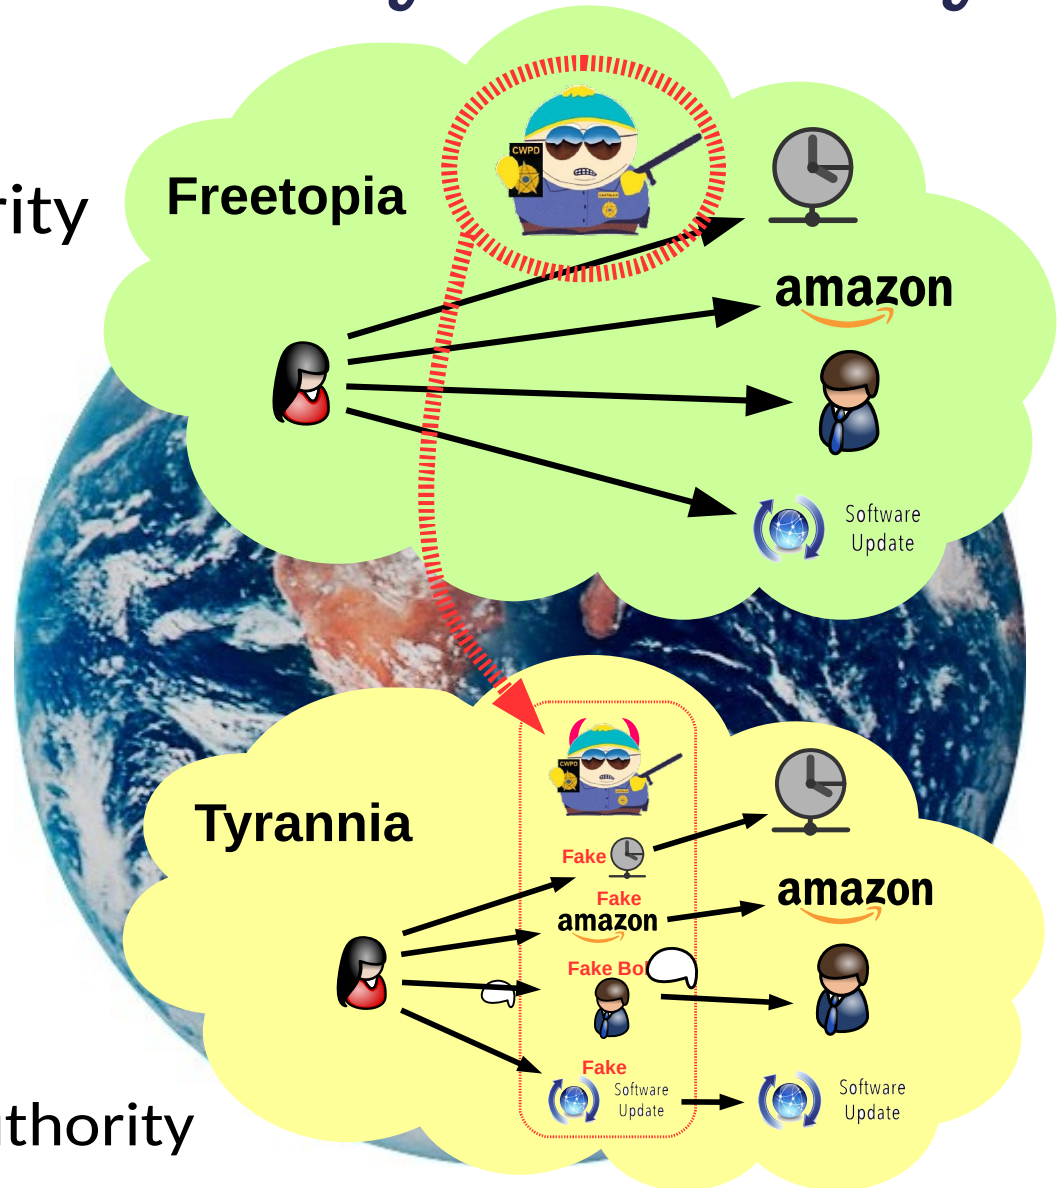 rity
Freetopia
CWPD
amazon
Software
Update
Tyrannia
CWPD
Fake
Fake
amazon
amazon
Fake Bo
Fake
Software
Update
Software
Update
uthority